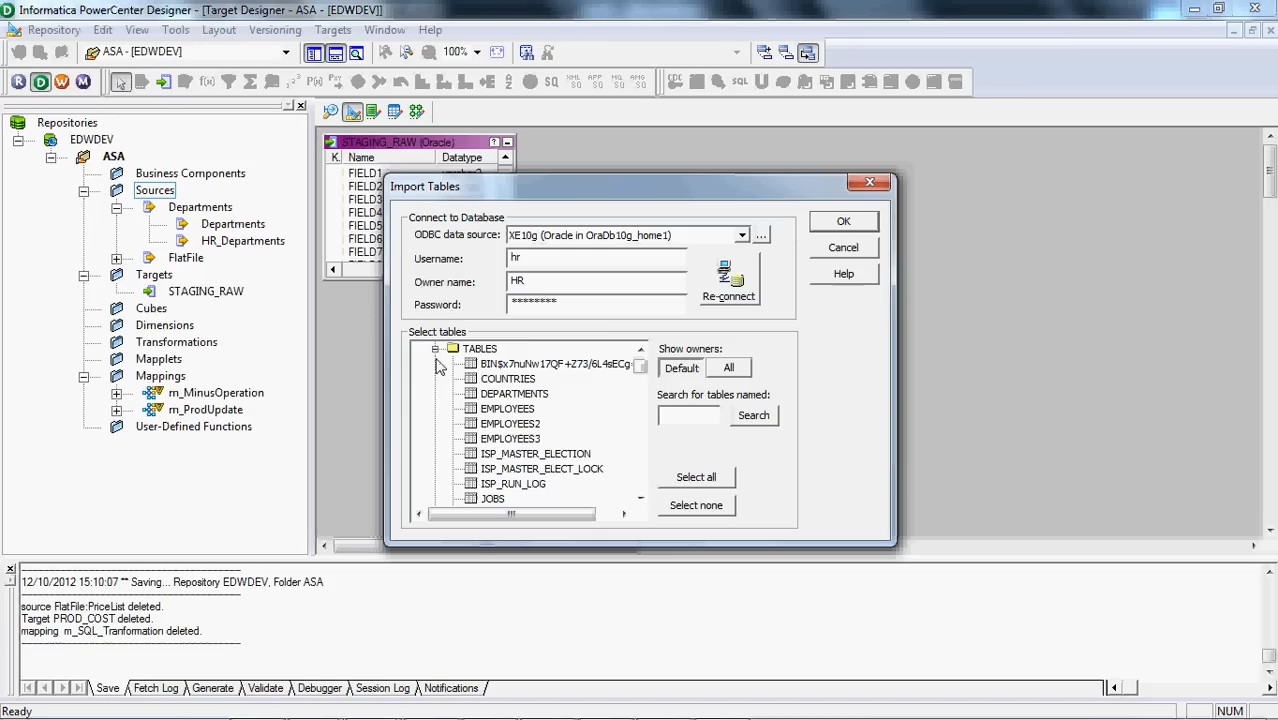 Informatica PowerCenter Designer - [Target Designer - ASA - [EDWDEV]]
Repository Edit View Tools Layout Versioning Targets Window Help
ASA - [EDWDEV]
100%
Repositories
EDWDEV
ASA
Business Components
Sources
Departments
Departments
HR_Departments
FlatFile
Targets
STAGING_RAW
Cubes
Dimensions
Transformations
Mapplets
Mappings
m_MinusOperation
m_ProdUpdate
User-Defined Functions
STAGING_RAW (Oracle)
K. Name Datatype
FIELD1
FIELD2
FIELD3
FIELD4
FIELD5
FIELD6
FIELD7
Import Tables
Connect to Database
ODBC data source: XE10g (Oracle in OraDb10g_home1) ...
Username: hr
Owner name: HR
Password: ********
Re-connect
OK
Cancel
Help
Select tables
TABLES
BIN$x7nuNw17QF+Z73/6L4sECg
COUNTRIES
DEPARTMENTS
EMPLOYEES
EMPLOYEES2
EMPLOYEES3
ISP_MASTER_ELECTION
ISP_MASTER_ELECT_LOCK
ISP_RUN_LOG
JOBS
Show owners:
Default All
Search for tables named:
Search
Select all
Select none
12/10/2012 15:10:07 ** Saving... Repository EDWDEV, Folder ASA
source FlatFile:PriceList deleted.
Target PROD_COST deleted.
mapping m_SQL_Tranformation deleted.
Save Fetch Log Generate Validate Debugger Session Log Notifications
Ready NUM